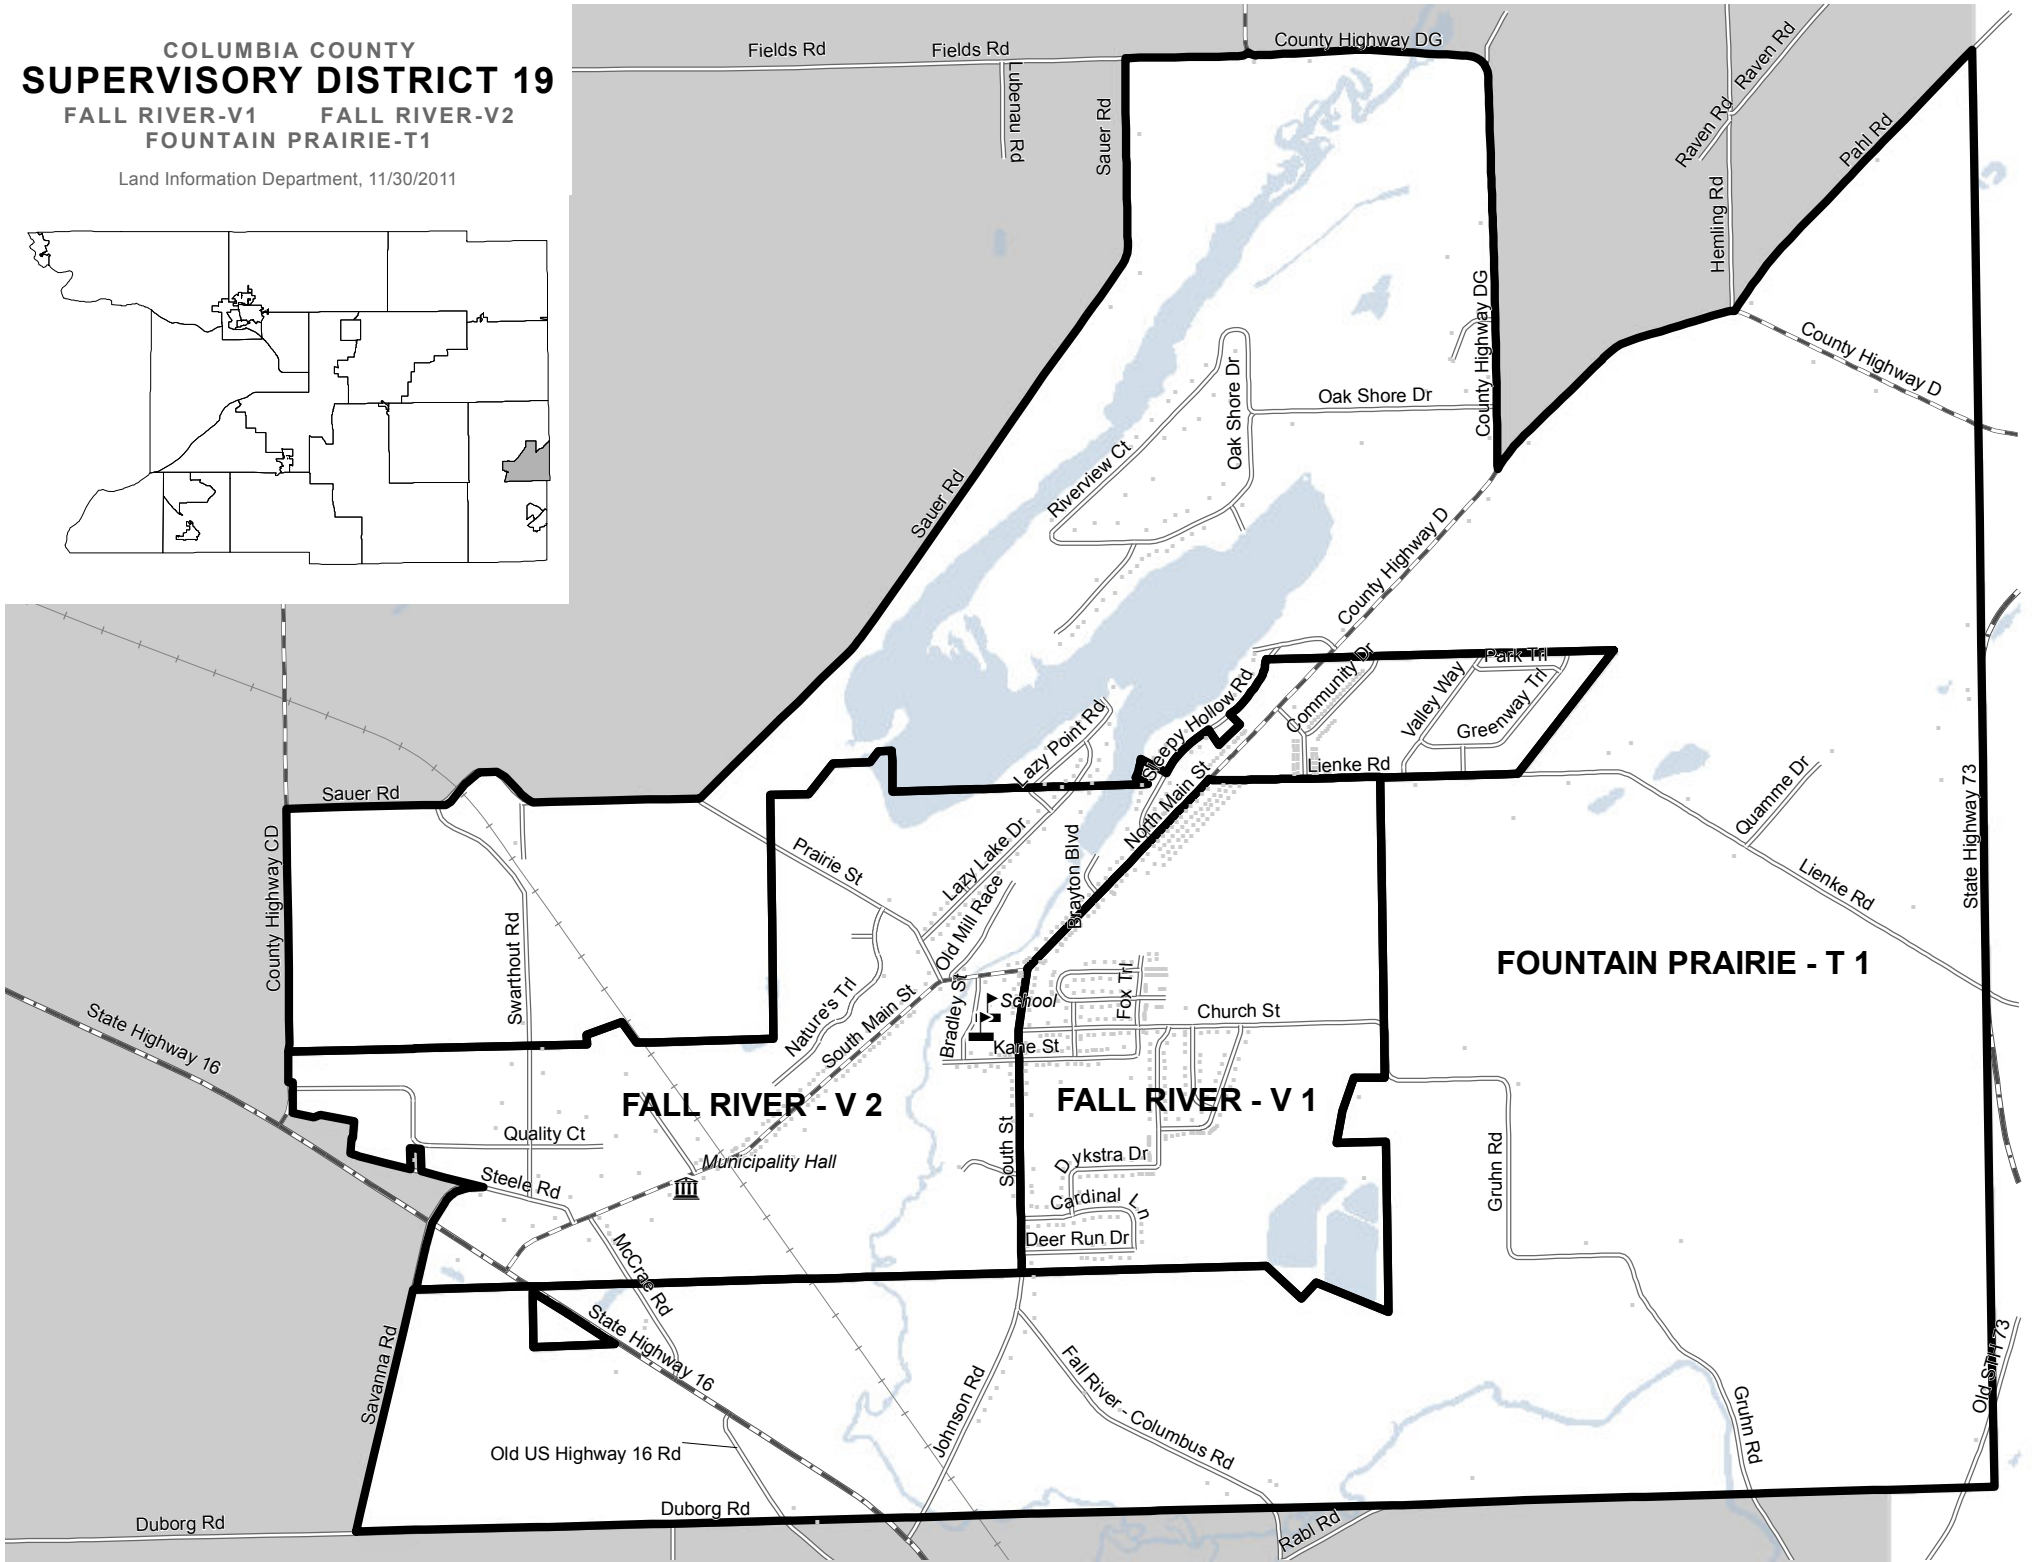 COLUMBIA COUNTY
SUPERVISORY DISTRICT 19
FALL RIVER-V1 FALL RIVER-V2
FOUNTAIN PRAIRIE-T1
Land Information Department, 11/30/2011
Fields Rd
Fields Rd
County Highway DG
Lubenau Rd
Sauer Rd
Raven Rd
Raven Rd
Pahl Rd
Hemling Rd
County Highway DG
County Highway D
Oak Shore Dr
Oak Shore Dr
Riverview Ct
Sauer Rd
County Highway D
Community Dr
Park Trl
Valley Way
Greenway Trl
Sleepy Hollow Rd
Lazy Point Rd
Lienke Rd
North Main St
Sauer Rd
County Highway CD
Quamme Dr
State Highway 73
Lienke Rd
Prairie St
Lazy Lake Dr
Brayton Blvd
Old Mill Race
Swarthout Rd
FOUNTAIN PRAIRIE - T 1
State Highway 16
Nature's Trl
South Main St
Bradley St
School
Fox Trl
Church St
Kane St
FALL RIVER - V 2
FALL RIVER - V 1
Quality Ct
Municipality Hall
South St
Dykstra Dr
Gruhn Rd
Steele Rd
Cardinal Ln
Deer Run Dr
McCrae Rd
State Highway 16
Savanna Rd
Johnson Rd
Fall River - Columbus Rd
Old STH 73
Gruhn Rd
Old US Highway 16 Rd
Duborg Rd
Duborg Rd
Rabl Rd